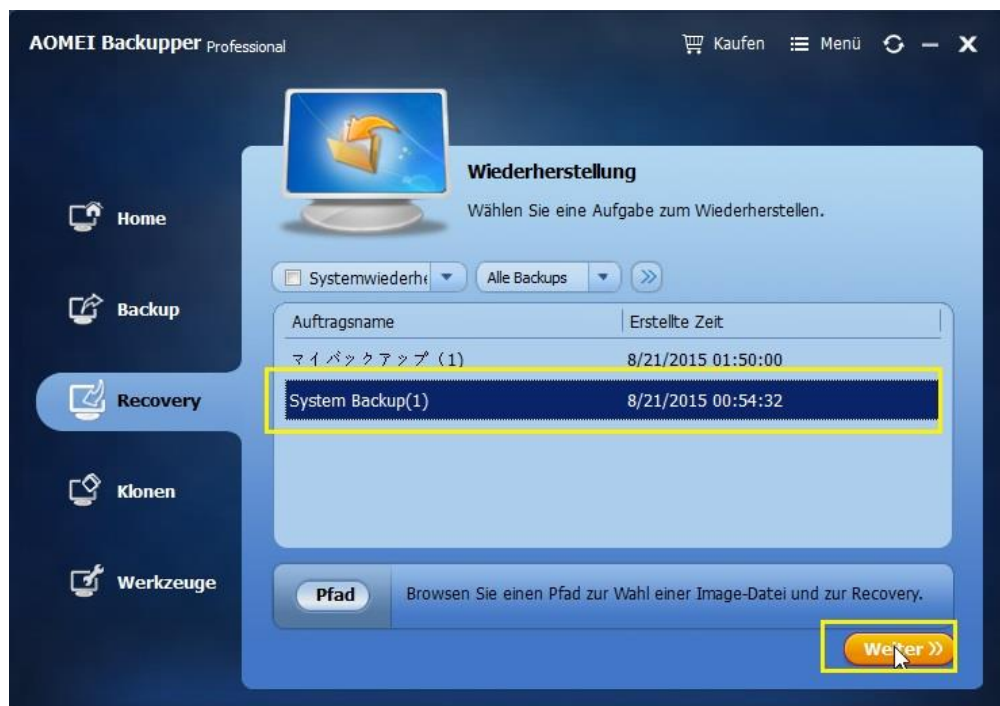 AOMEI Backupper Professional
Kaufen Menü
Wiederherstellung
Wählen Sie eine Aufgabe zum Wiederherstellen.
Home
Backup
Recovery
Klonen
Werkzeuge
Systemwiederhe Alle Backups
Auftragsname Erstellte Zeit
マイバックアップ(1) 8/21/2015 01:50:00
System Backup(1) 8/21/2015 00:54:32
Pfad Browsen Sie einen Pfad zur Wahl einer Image-Datei und zur Recovery.
Weiter